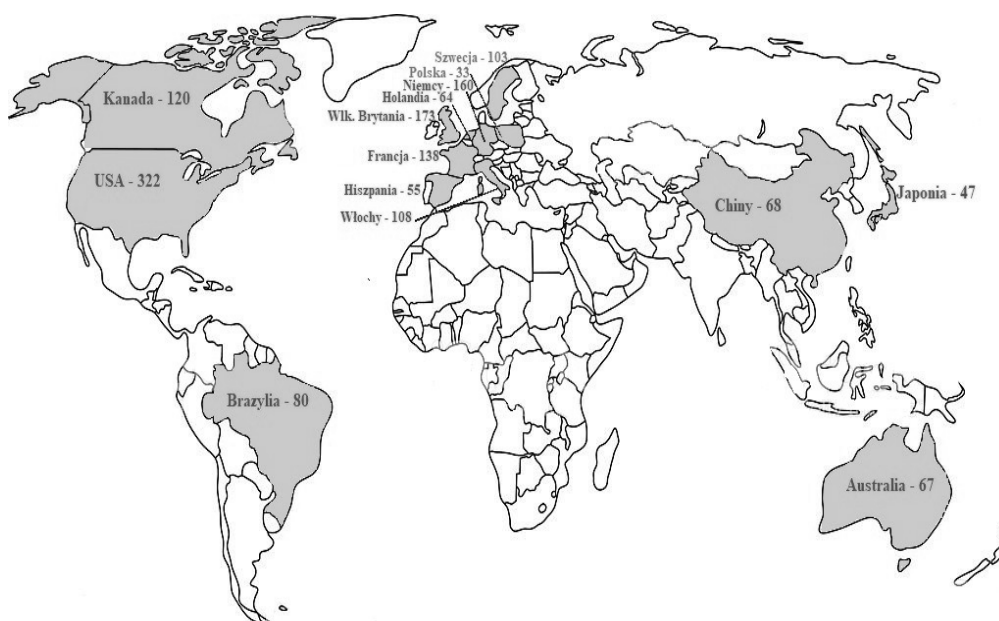 Szwecja - 103
Polska - 33
Niemcy - 160
Holandia - 64
Kanada - 120
Wlk. Brytania - 173
Francja - 138
USA - 322
Hiszpania - 55
Japonia - 47
Chiny - 68
Włochy - 108
Brazylia - 80
Australia - 67